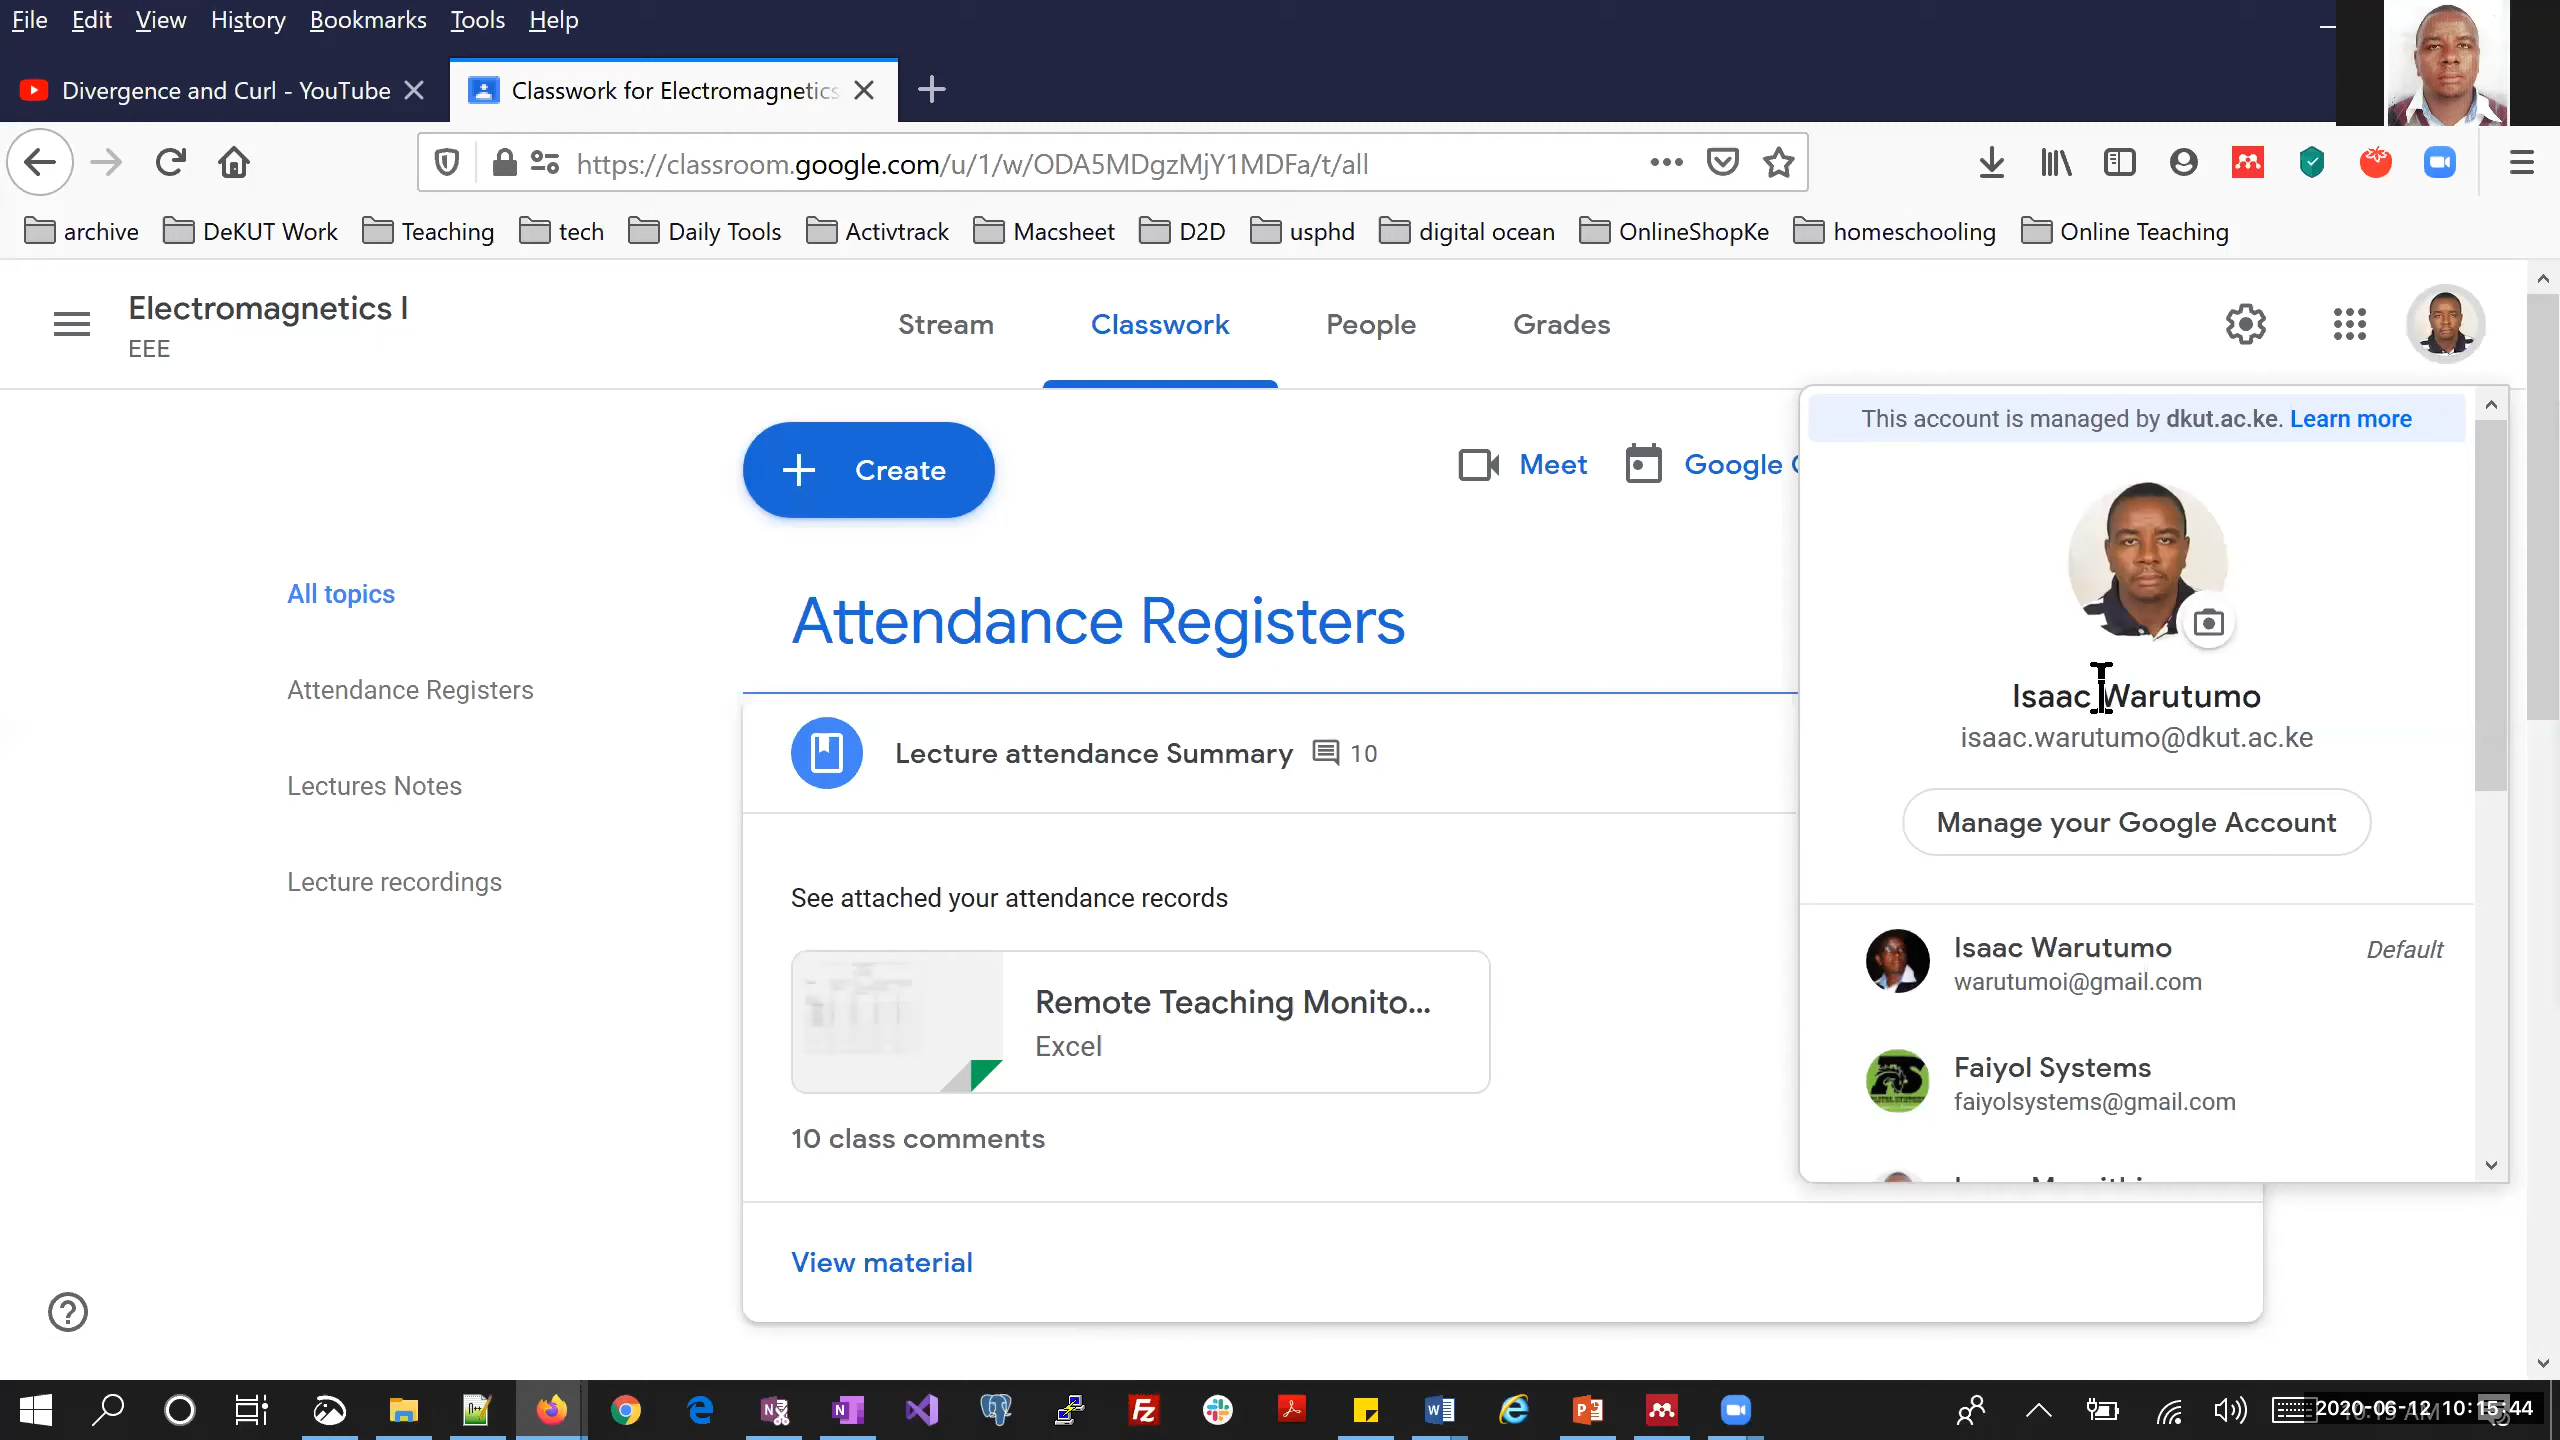 File Edit View History Bookmarks Tools Help
Divergence and Curl - YouTube
Classwork for Electromagnetics
https://classroom.google.com/u/1/w/ODA5MDgzMjY1MDFa/t/all
archive DeKUT Work Teaching tech Daily Tools Activtrack Macsheet D2D usphd digital ocean OnlineShopKe homeschooling Online Teaching
Electromagnetics I
EEE
Stream Classwork People Grades
This account is managed by dkut.ac.ke. Learn more
Create
Meet
Google
All topics
Attendance Registers
Lectures Notes
Lecture recordings
Attendance Registers
Lecture attendance Summary 10
See attached your attendance records
Remote Teaching Monito...
Excel
10 class comments
View material
Isaac Warutumo
isaac.warutumo@dkut.ac.ke
Manage your Google Account
Isaac Warutumo
Default
warutumoi@gmail.com
Faiyol Systems
faiyolsystems@gmail.com
2020-06-12 10:15:44